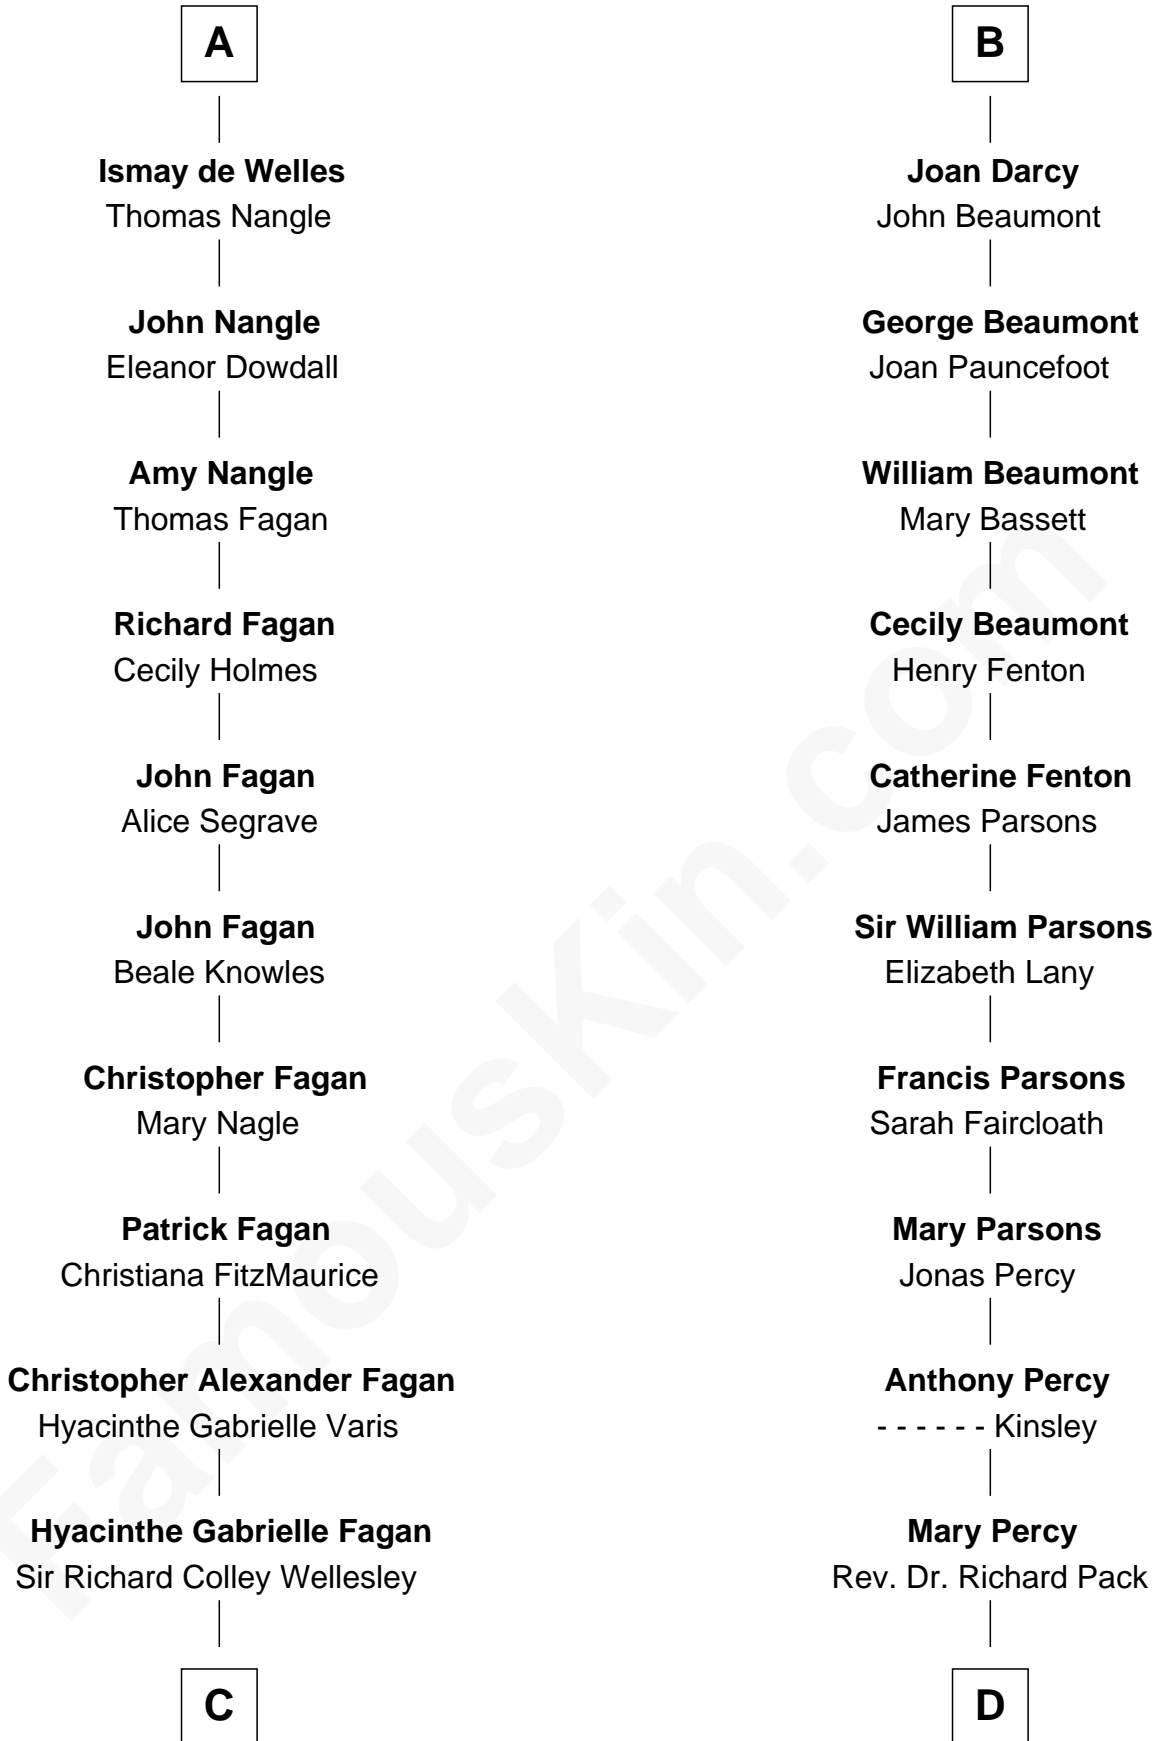 A
Ismay de Welles
Thomas Nangle
John Nangle
Eleanor Dowdall
Amy Nangle
Thomas Fagan
Richard Fagan
Cecily Holmes
John Fagan
Alice Segrave
John Fagan
Beale Knowles
Christopher Fagan
Mary Nagle
Patrick Fagan
Christiana FitzMaurice
Christopher Alexander Fagan
Hyacinthe Gabrielle Varis
Hyacinthe Gabrielle Fagan
Sir Richard Colley Wellesley
C
B
Joan Darcy
John Beaumont
George Beaumont
Joan Pauncefoot
William Beaumont
Mary Bassett
Cecily Beaumont
Henry Fenton
Catherine Fenton
James Parsons
Sir William Parsons
Elizabeth Lany
Francis Parsons
Sarah Faircloath
Mary Parsons
Jonas Percy
Anthony Percy
- - - - - - Kinsley
Mary Percy
Rev. Dr. Richard Pack
D
FamousKin.com